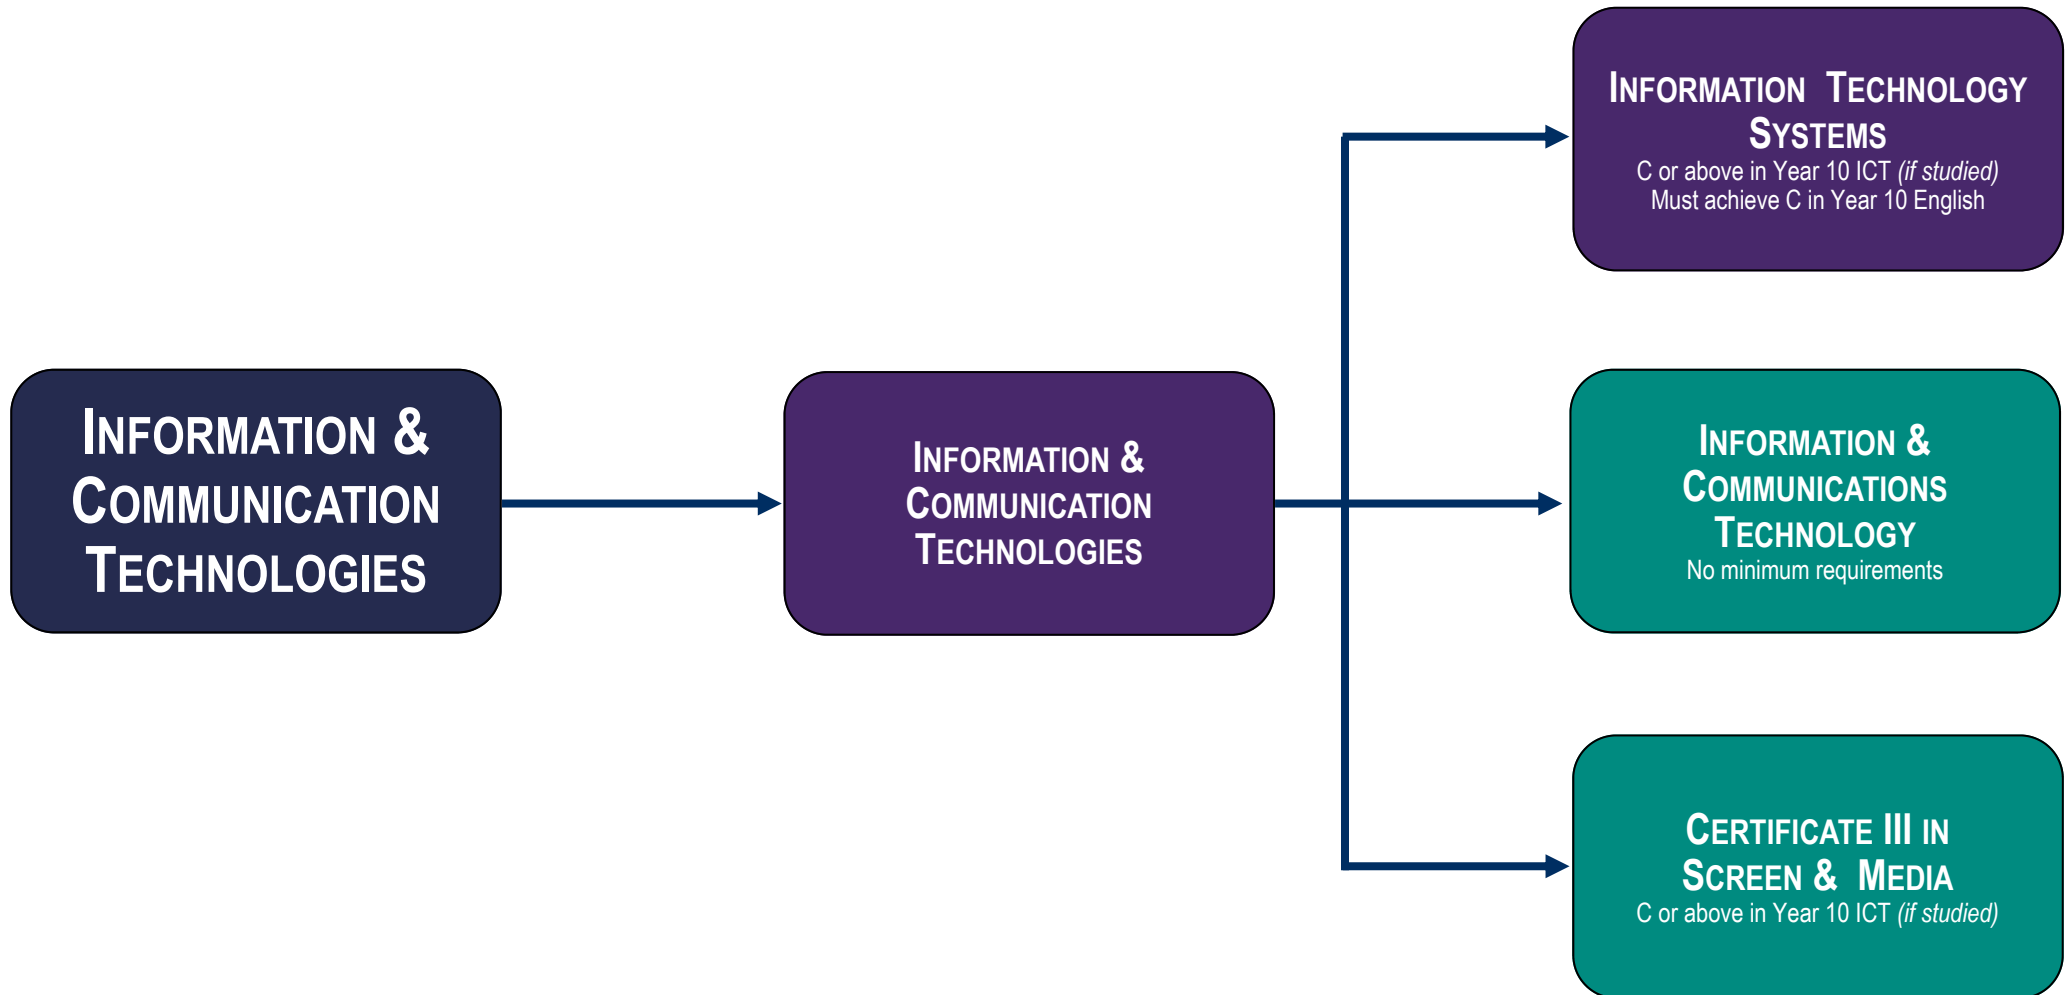 INFORMATION &
COMMUNICATION
TECHNOLOGIES
INFORMATION &
COMMUNICATION
TECHNOLOGIES
INFORMATION TECHNOLOGY
SYSTEMS
C or above in Year 10 ICT (if studied)
Must achieve C in Year 10 English
INFORMATION &
COMMUNICATIONS
TECHNOLOGY
No minimum requirements
CERTIFICATE III IN
SCREEN & MEDIA
C or above in Year 10 ICT (if studied)